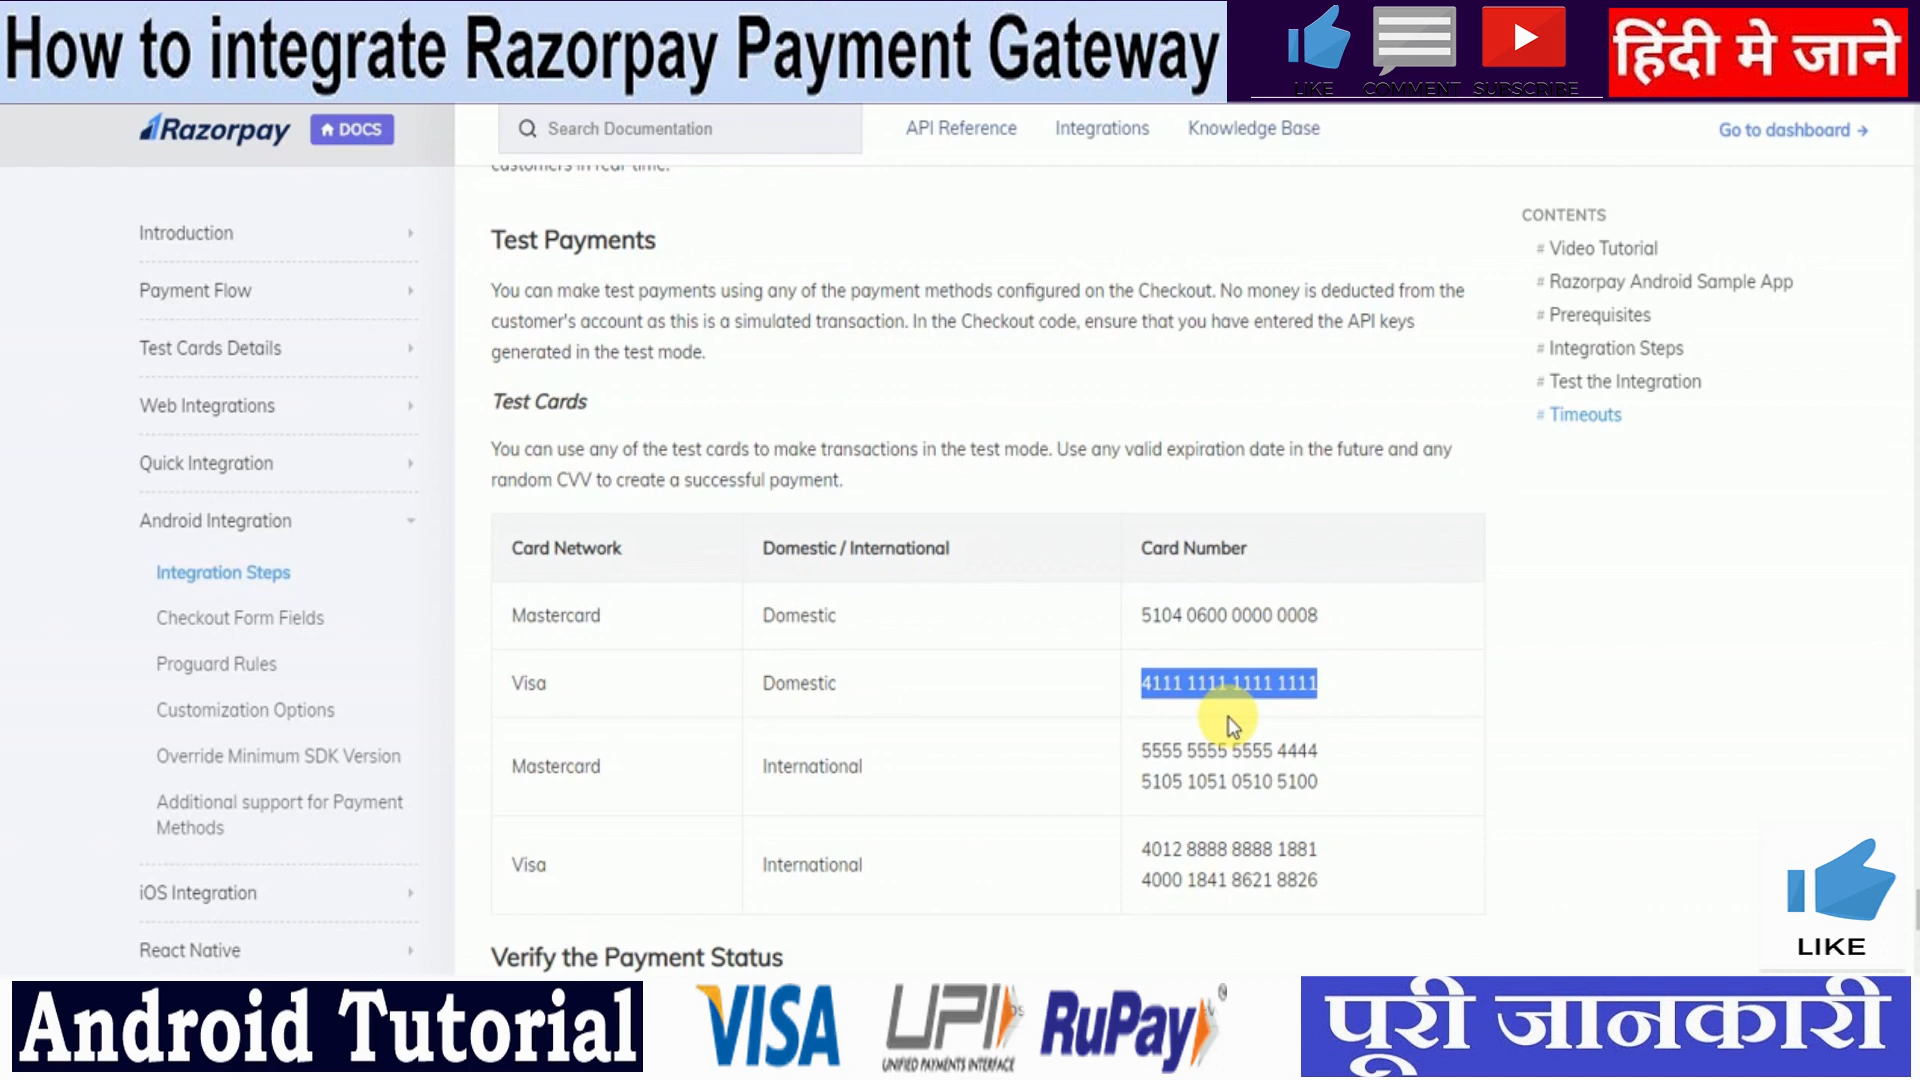 How to integrate Razorpay Payment Gateway
LIKE COMMENT SUBSCRIBE
हिंदी मे जाने
Razorpay DOCS
Search Documentation
API Reference Integrations Knowledge Base
Go to dashboard →
customers in real-time.
Introduction
Payment Flow
Test Cards Details
Web Integrations
Quick Integration
Android Integration
Integration Steps
Checkout Form Fields
Proguard Rules
Customization Options
Override Minimum SDK Version
Additional support for Payment
Methods
iOS Integration
React Native
Test Payments
You can make test payments using any of the payment methods configured on the Checkout. No money is deducted from the
customer's account as this is a simulated transaction. In the Checkout code, ensure that you have entered the API keys
generated in the test mode.
Test Cards
You can use any of the test cards to make transactions in the test mode. Use any valid expiration date in the future and any
random CVV to create a successful payment.
Card Network Domestic / International Card Number
Mastercard Domestic 5104 0600 0000 0008
Visa Domestic 4111 1111 1111 1111
Mastercard International 5555 5555 5555 4444
5105 1051 0510 5100
Visa International 4012 8888 8888 1881
4000 1841 8621 8826
Verify the Payment Status
CONTENTS
# Video Tutorial
# Razorpay Android Sample App
# Prerequisites
# Integration Steps
# Test the Integration
# Timeouts
LIKE
Android Tutorial
VISA
UPI
UNIFIED PAYMENTS INTERFACE
RuPay
पूरी जानकारी